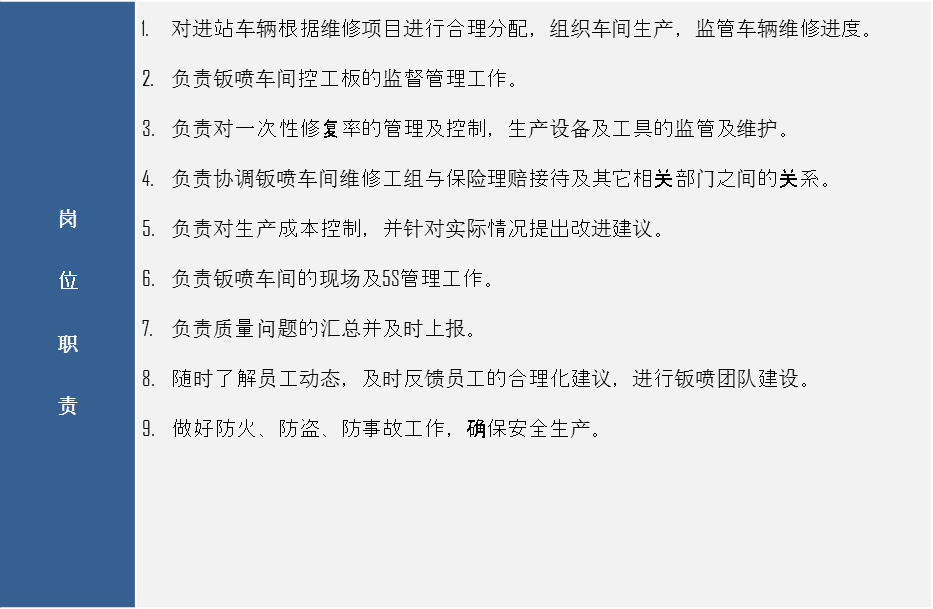 岗
位
职
责
1. 对进站车辆根据维修项目进行合理分配，组织车间生产，监管车辆维修进度。
2. 负责钣喷车间控工板的监督管理工作。
3. 负责对一次性修复率的管理及控制，生产设备及工具的监管及维护。
4. 负责协调钣喷车间维修工组与保险理赔接待及其它相关部门之间的关系。
5. 负责对生产成本控制，并针对实际情况提出改进建议。
6. 负责钣喷车间的现场及5S管理工作。
7. 负责质量问题的汇总并及时上报。
8. 随时了解员工动态，及时反馈员工的合理化建议，进行钣喷团队建设。
9. 做好防火、防盗、防事故工作，确保安全生产。